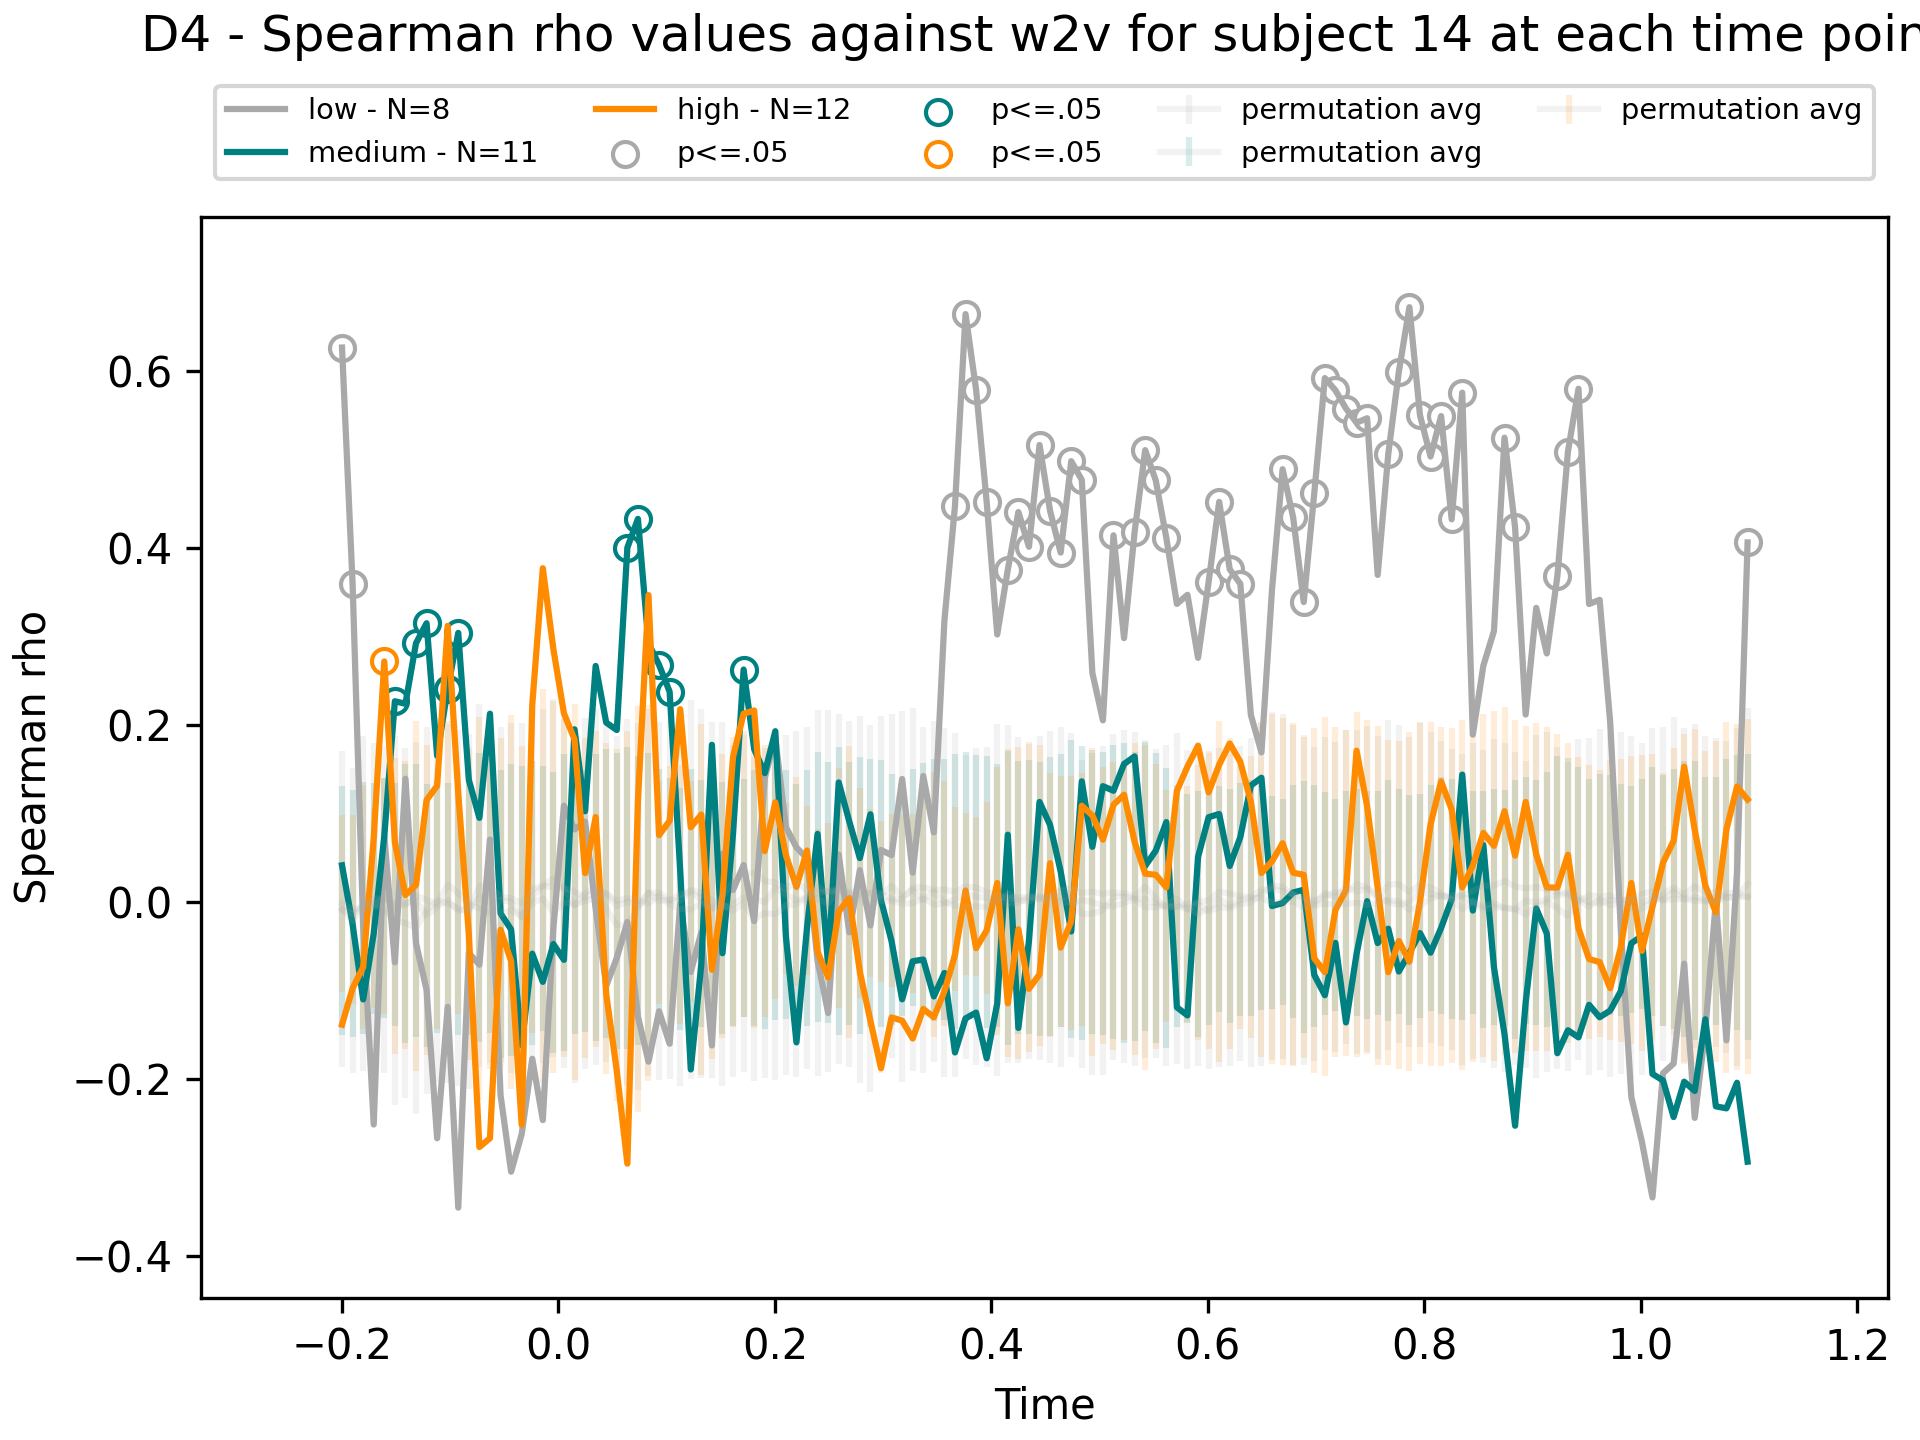 D4 - Spearman rho values against w2v for subject 14 at each time poin
low - N=8
medium - N=11
high - N=12
p<=.05
p<=.05
p<=.05
permutation avg
permutation avg
permutation avg
Spearman rho
0.6
0.4
0.2
0.0
−0.2
−0.4
−0.2 0.0 0.2 0.4 0.6 0.8 1.0 1.2
Time